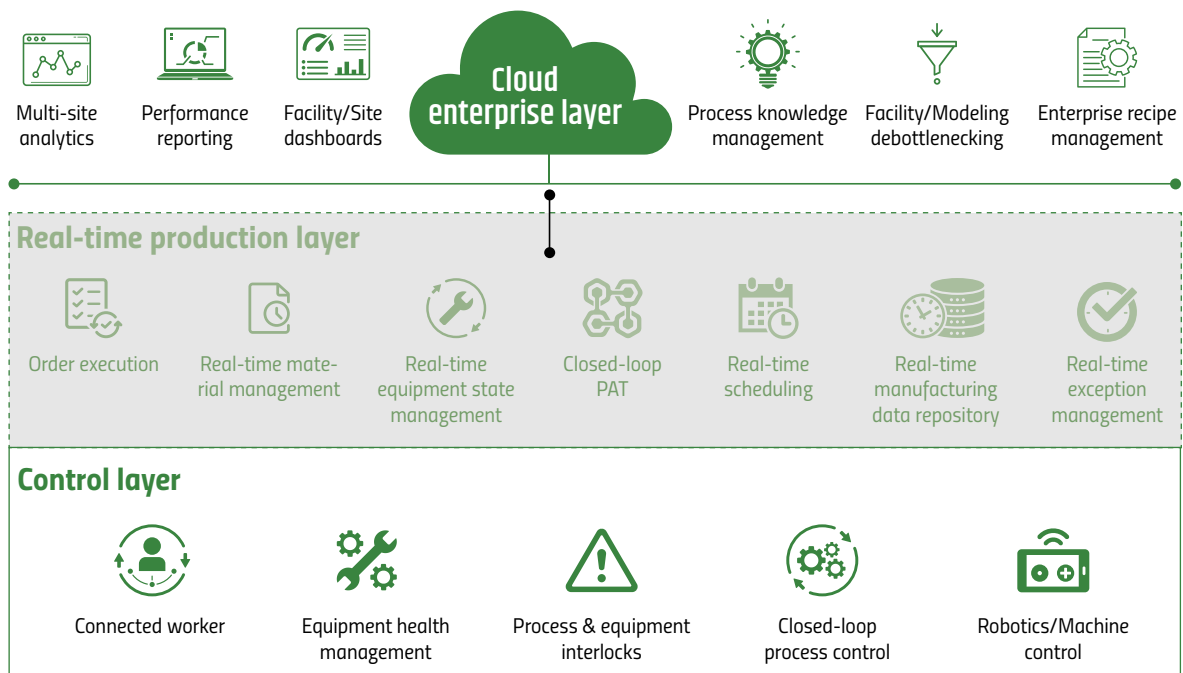 Cloud
enterprise layer
Multi-site
analytics
Performance
reporting
Facility/Site
dashboards
Process knowledge
management
Facility/Modeling
debottlenecking
Enterprise recipe
management
Real-time production layer
Order execution
Real-time mate-
rial management
Real-time
equipment state
management
Closed-loop
PAT
Real-time
scheduling
Real-time
manufacturing
data repository
Real-time
exception
management
Control layer
Connected worker
Equipment health
management
Process & equipment
interlocks
Closed-loop
process control
Robotics/Machine
control